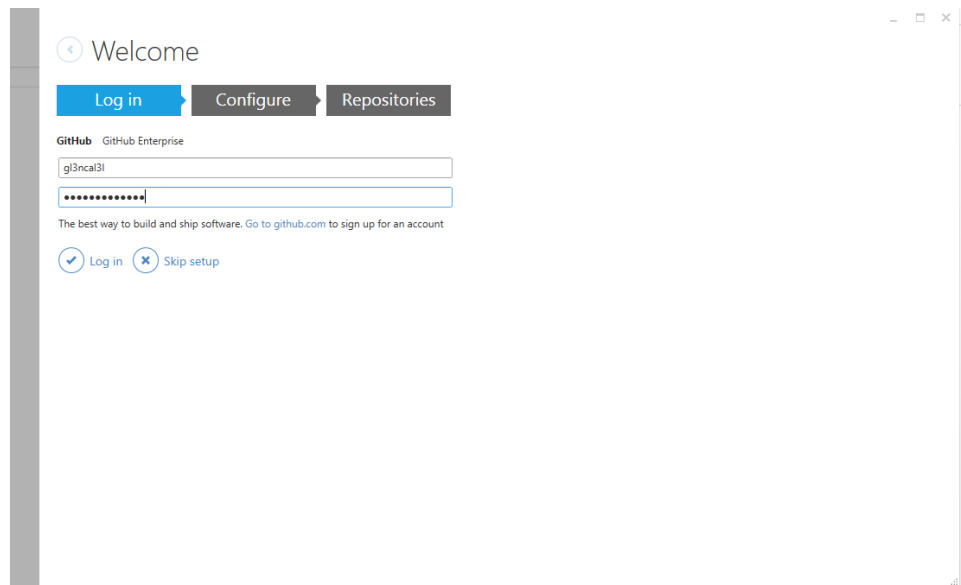 Welcome
Log in Configure Repositories
GitHub GitHub Enterprise
gl3ncal3l
The best way to build and ship software. Go to github.com to sign up for an account
Log in Skip setup